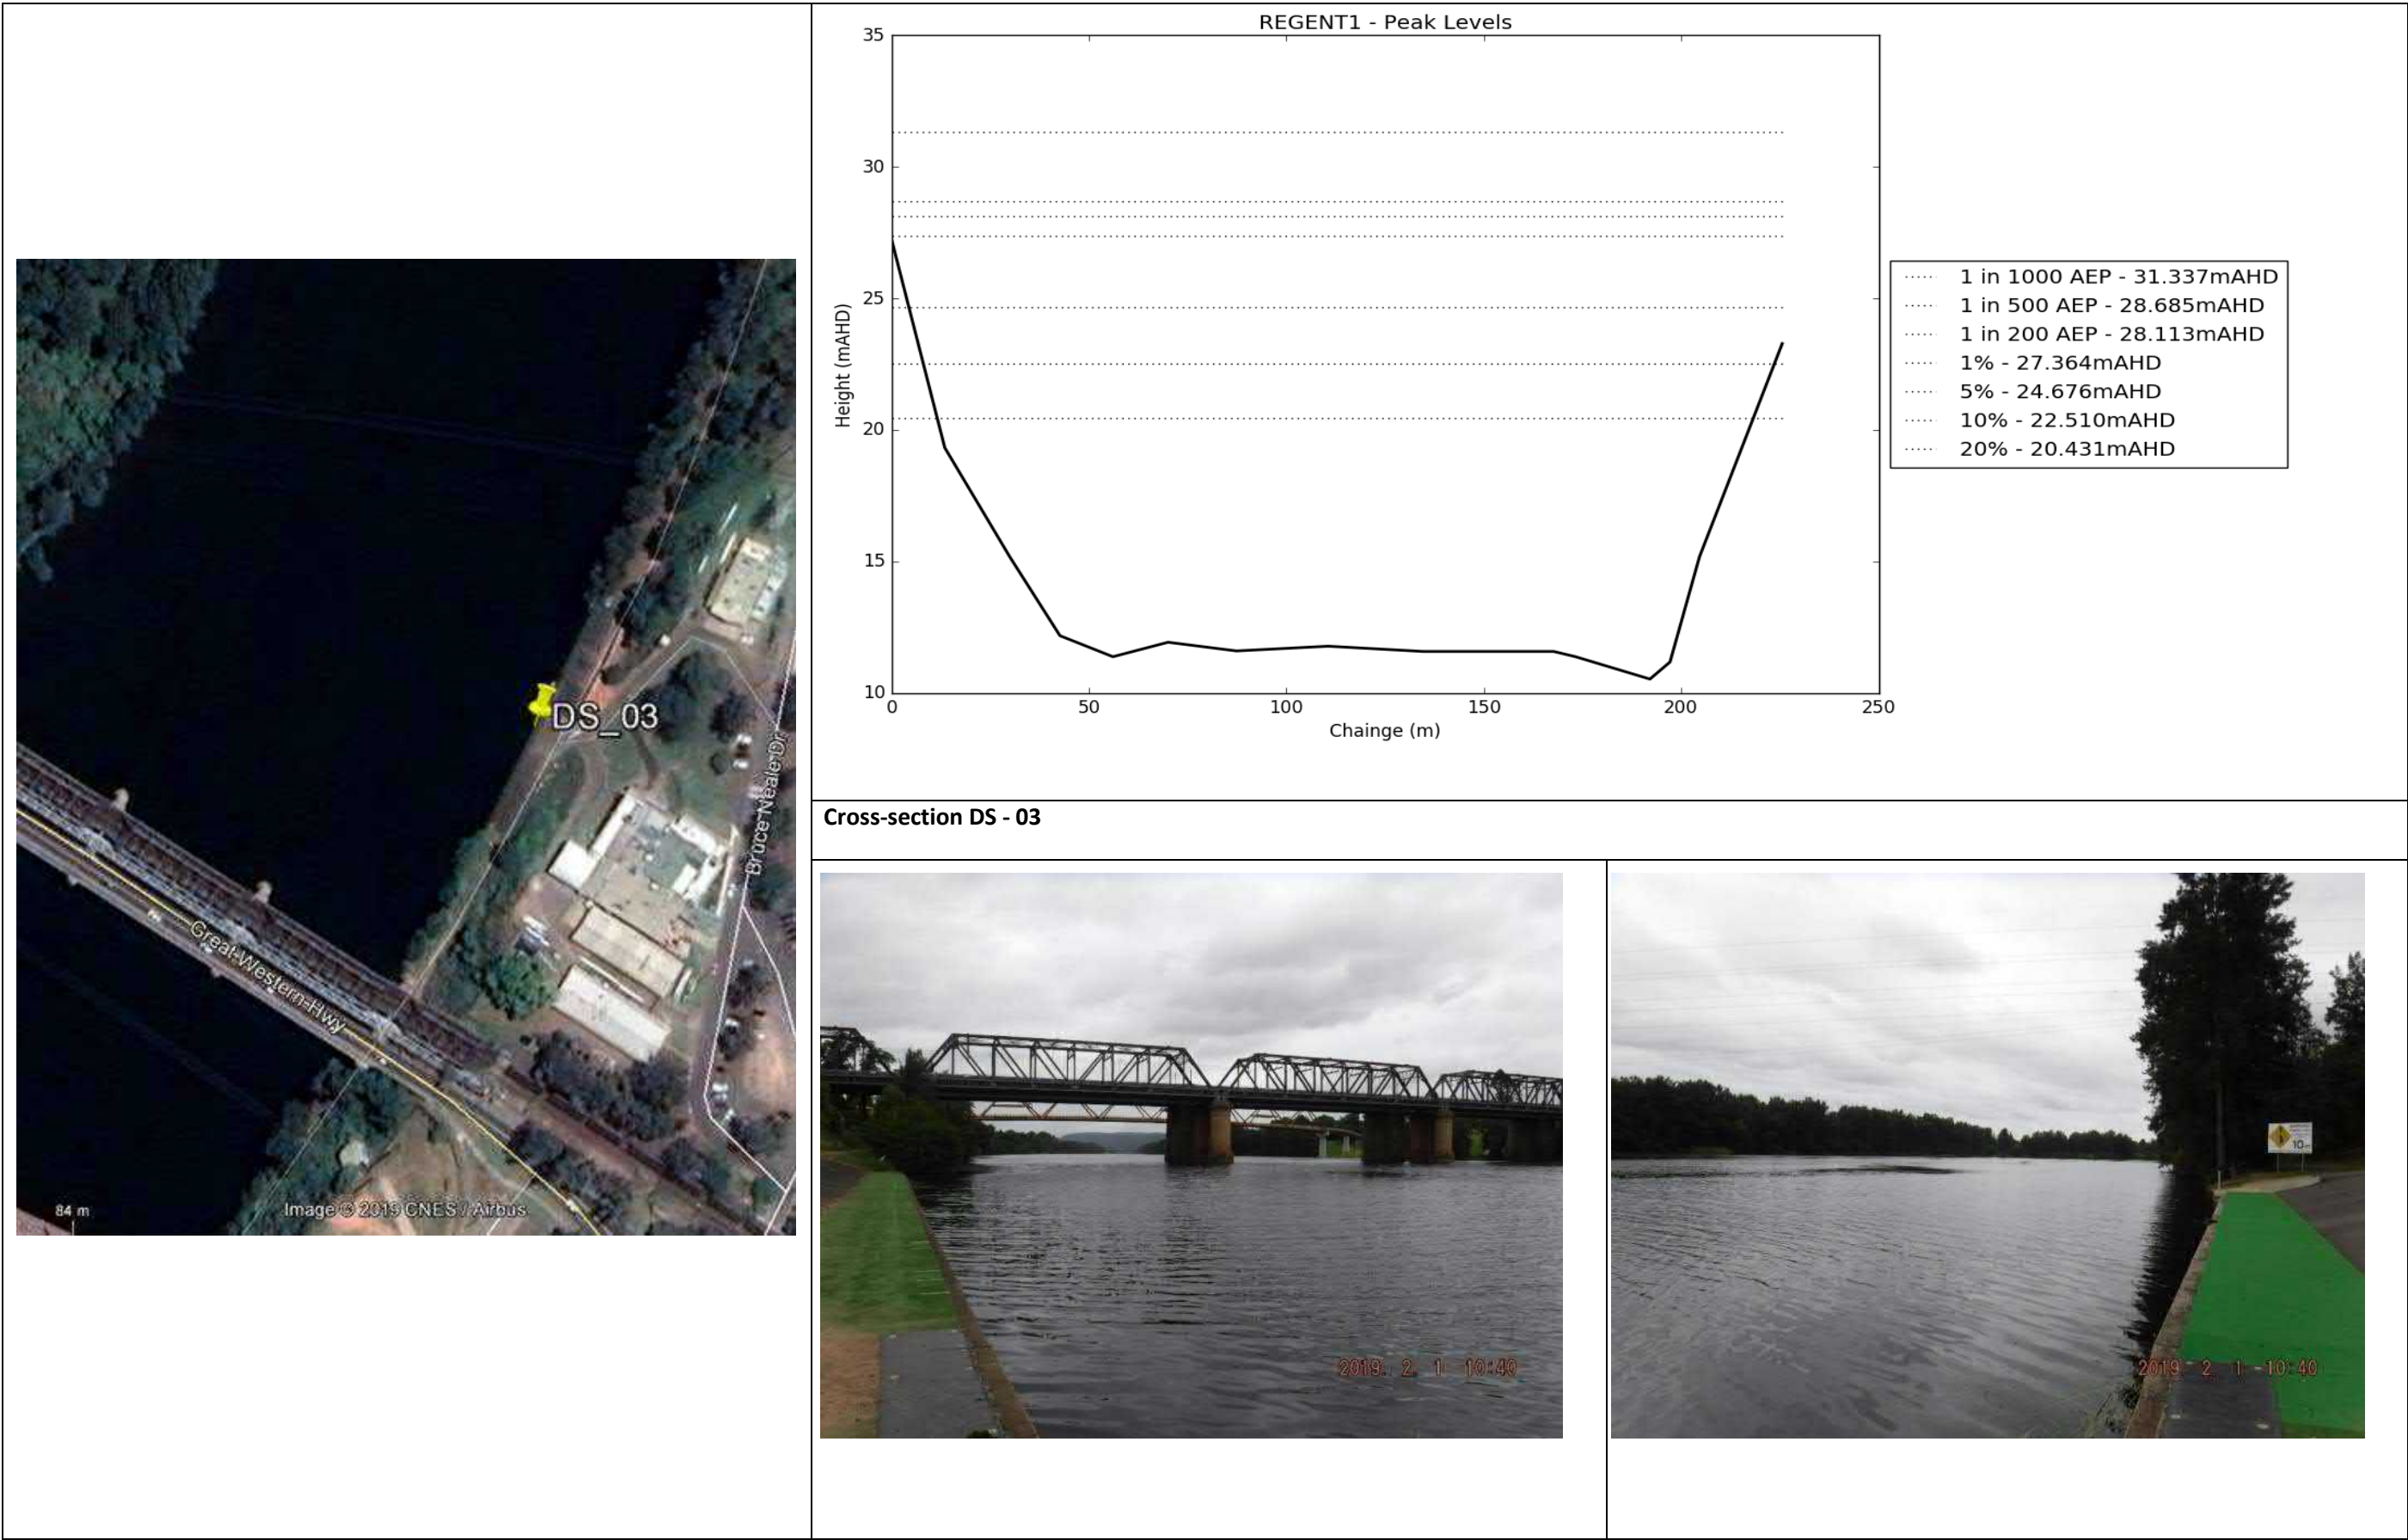 DS_03
Bruce Neale Dr
Great-Western-Hwy
84 m
Image © 2019 CNES / Airbus
REGENT1 - Peak Levels
35
30
25
20
15
10
Height (mAHD)
0
50
100
150
200
250
Chainge (m)
1 in 1000 AEP - 31.337mAHD
1 in 500 AEP - 28.685mAHD
1 in 200 AEP - 28.113mAHD
1% - 27.364mAHD
5% - 24.676mAHD
10% - 22.510mAHD
20% - 20.431mAHD
Cross-section DS - 03
2019. 2. 1 10:40
10
2019. 2. 1 10:40